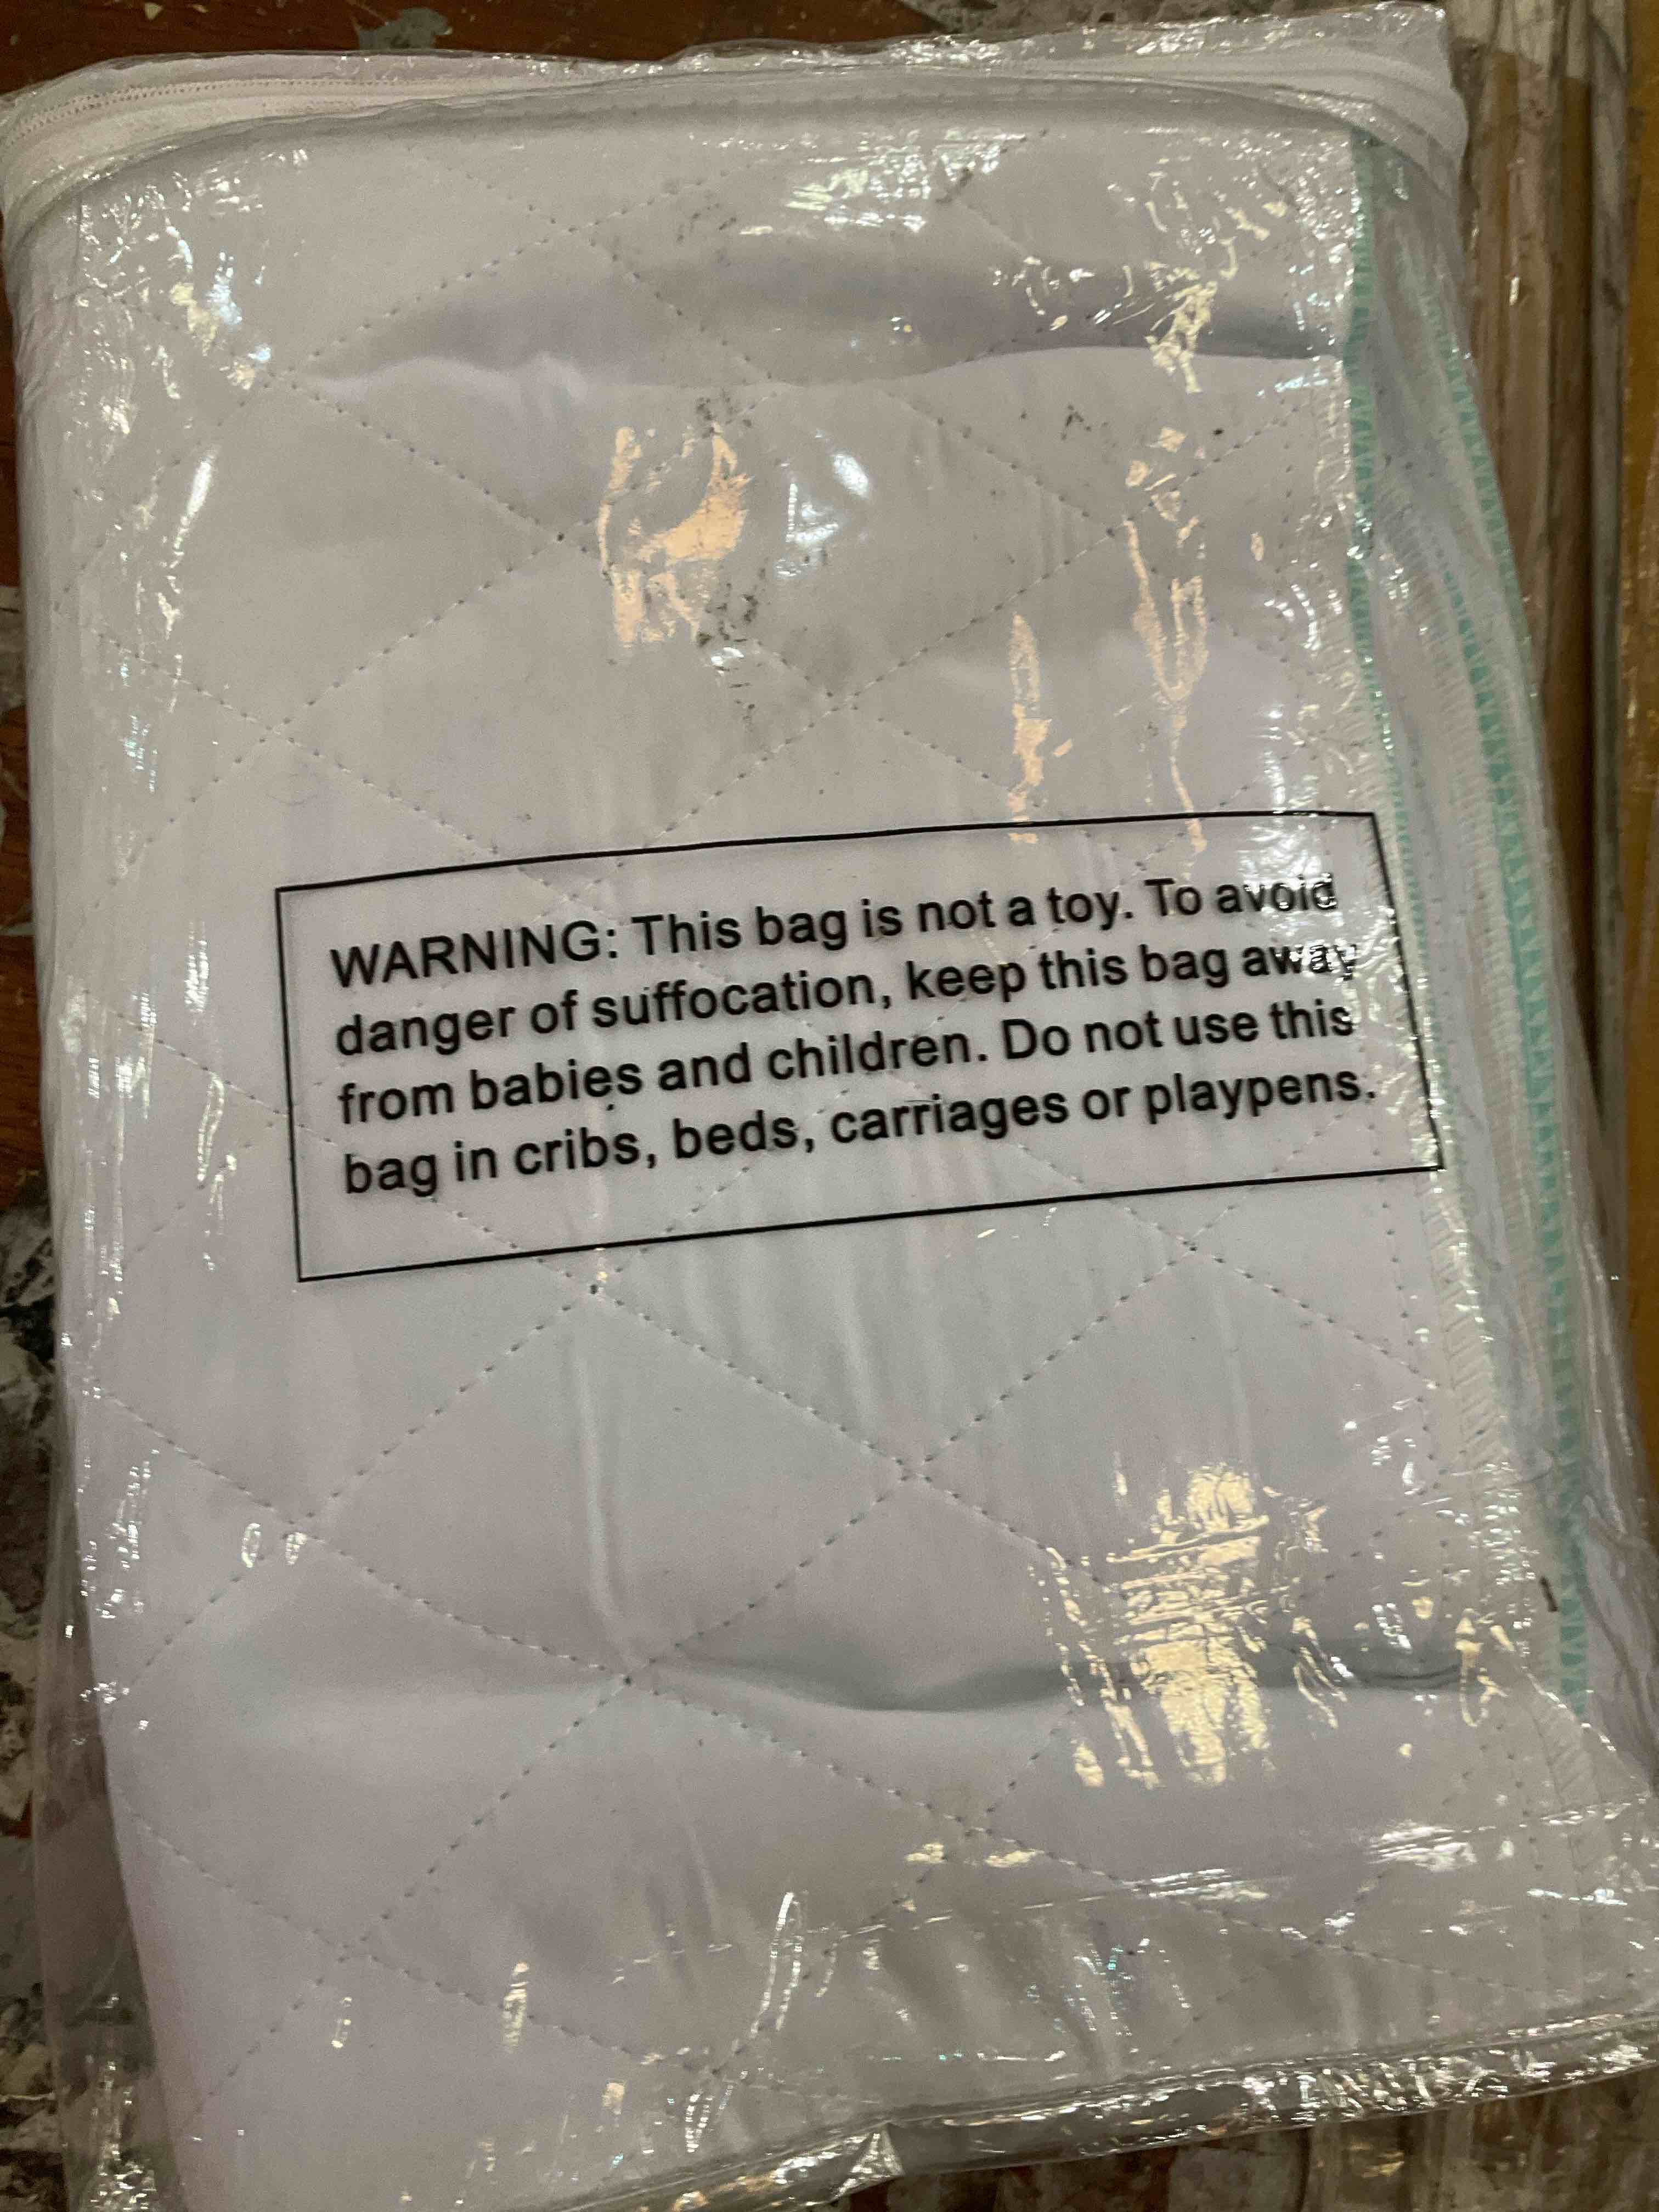 WARNING: This bag is not a toy. To avoid
danger of suffocation, keep this bag away
from babies and children. Do not use this
bag in cribs, beds, carriages or playpens.